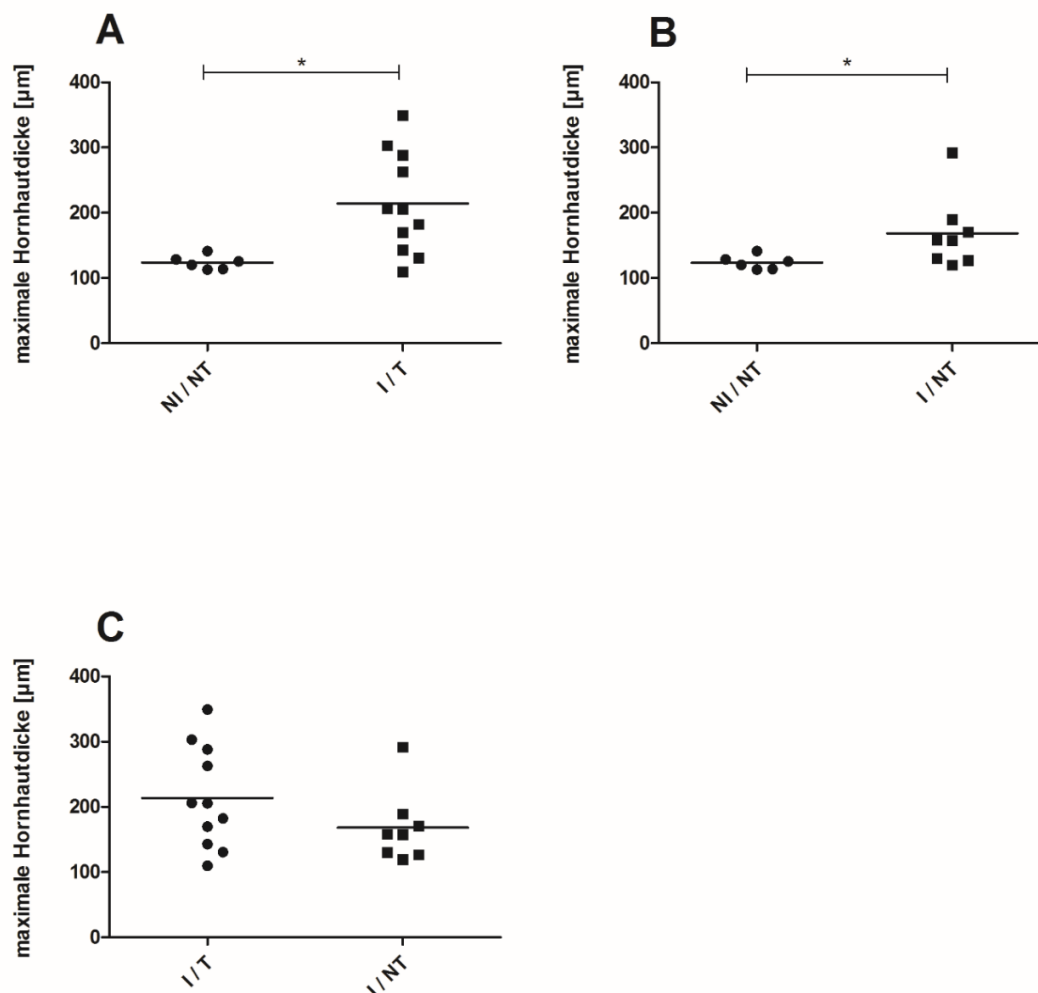 A
*
maximale Hornhautdicke [µm]
400
300
200
100
0
NI / NT
I / T
B
*
maximale Hornhautdicke [µm]
400
300
200
100
0
NI / NT
I / NT
C
maximale Hornhautdicke [µm]
400
300
200
100
0
I / T
I / NT